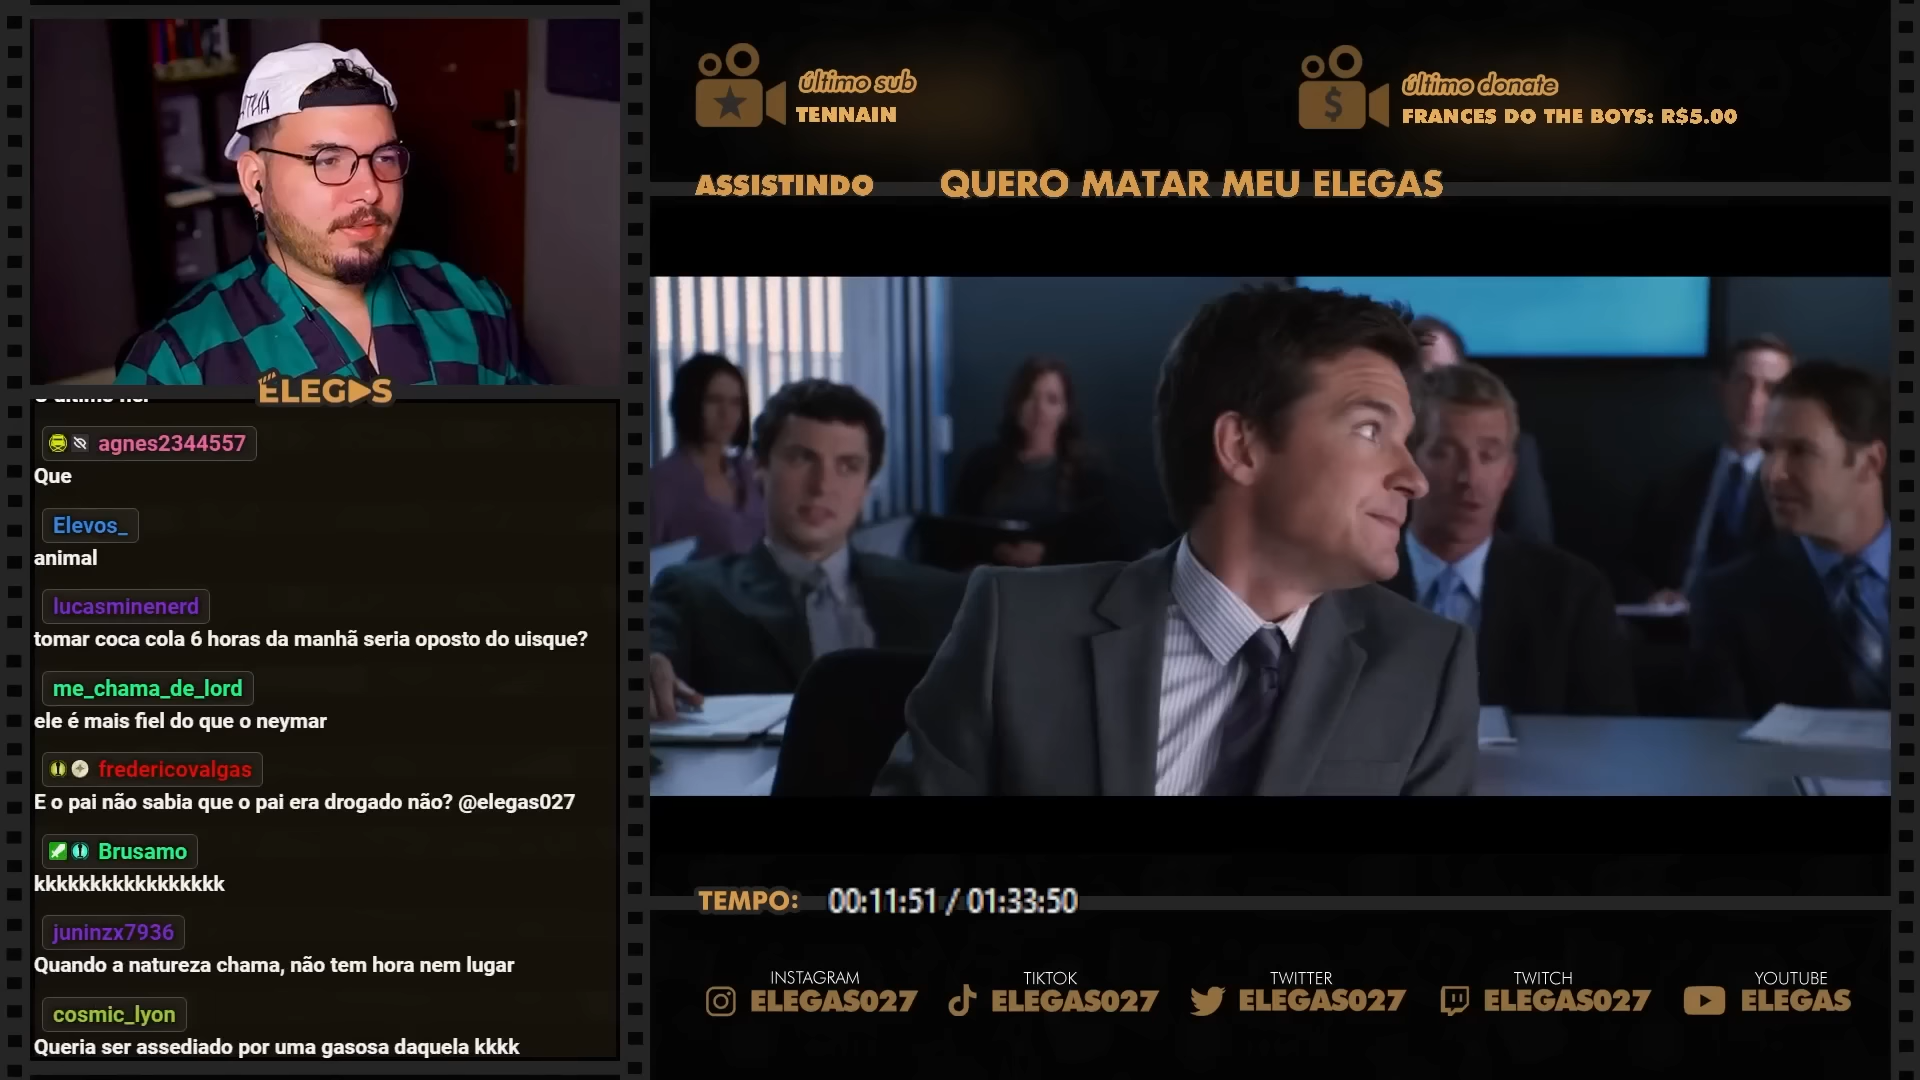 último sub
TENNAIN
último donate
FRANCES DO THE BOYS: R$5.00
ASSISTINDO
QUERO MATAR MEU ELEGAS
ELEGAS
agnes2344557
Que
Elevos_
animal
lucasminenerd
tomar coca cola 6 horas da manhã seria oposto do uisque?
me_chama_de_lord
ele é mais fiel do que o neymar
fredericovalgas
E o pai não sabia que o pai era drogado não? @elegas027
Brusamo
kkkkkkkkkkkkkkkkk
juninzx7936
Quando a natureza chama, não tem hora nem lugar
cosmic_lyon
Queria ser assediado por uma gasosa daquela kkkk
TEMPO: 00:11:51 / 01:33:50
INSTAGRAM
ELEGAS027
TIKTOK
ELEGAS027
TWITTER
ELEGAS027
TWITCH
ELEGAS027
YOUTUBE
ELEGAS